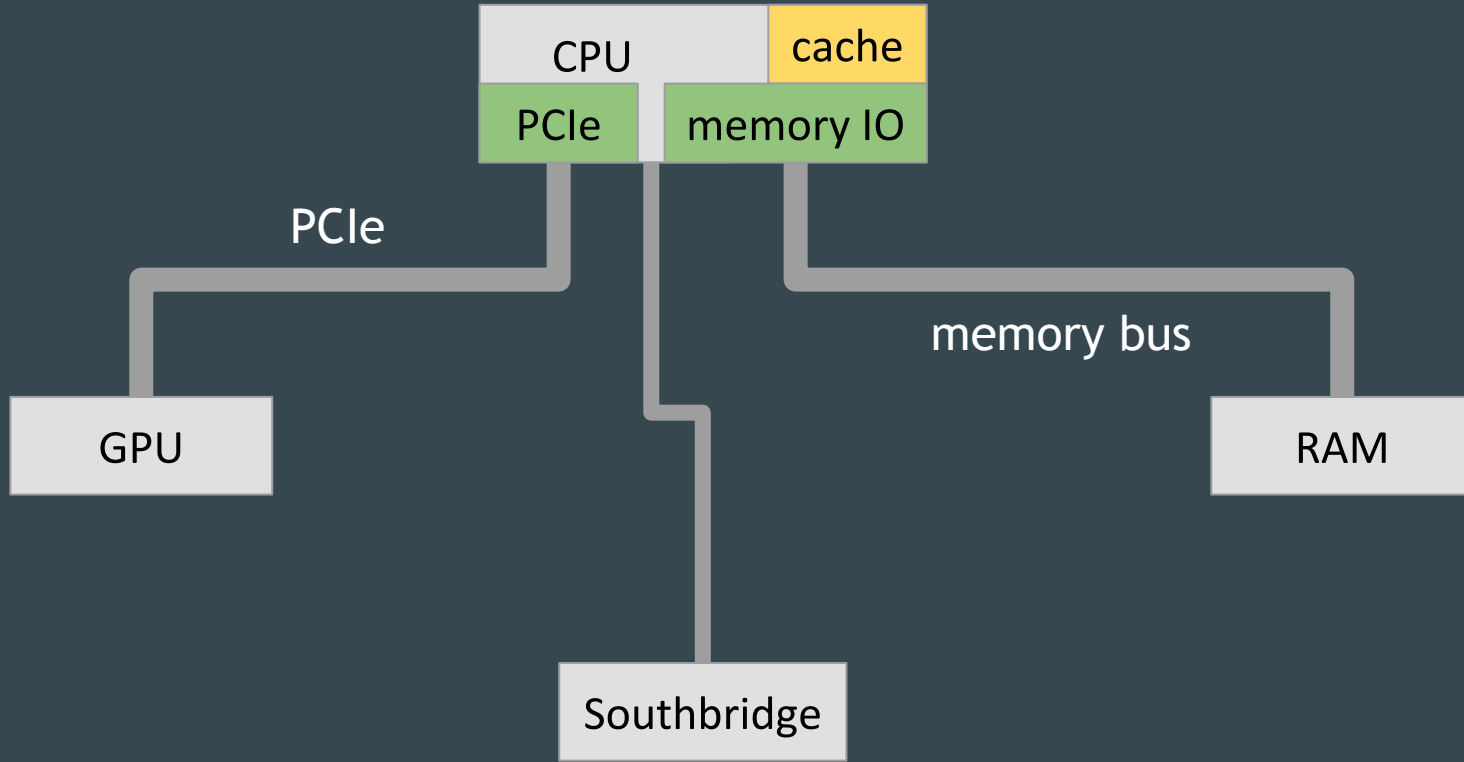 CPU
cache
PCIe
memory IO
PCIe
memory bus
GPU
RAM
Southbridge